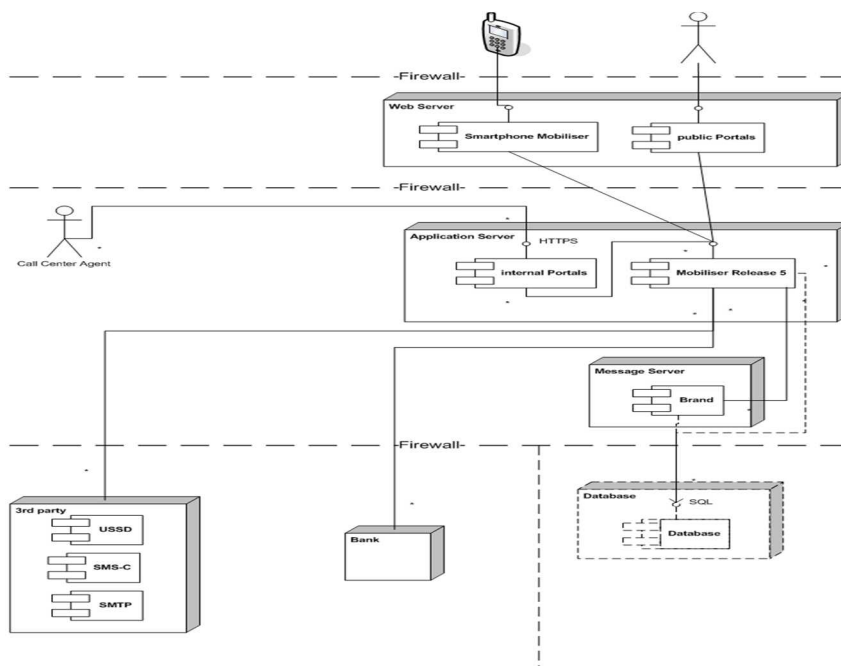 Firewall
Web Server
Smartphone Mobiliser
public Portals
Firewall
Call Center Agent
Application Server
HTTPS
internal Portals
Mobiliser Release 5
Message Server
Brand
Firewall
3rd party
USSD
SMS-C
SMTP
Bank
Database
SQL
Database